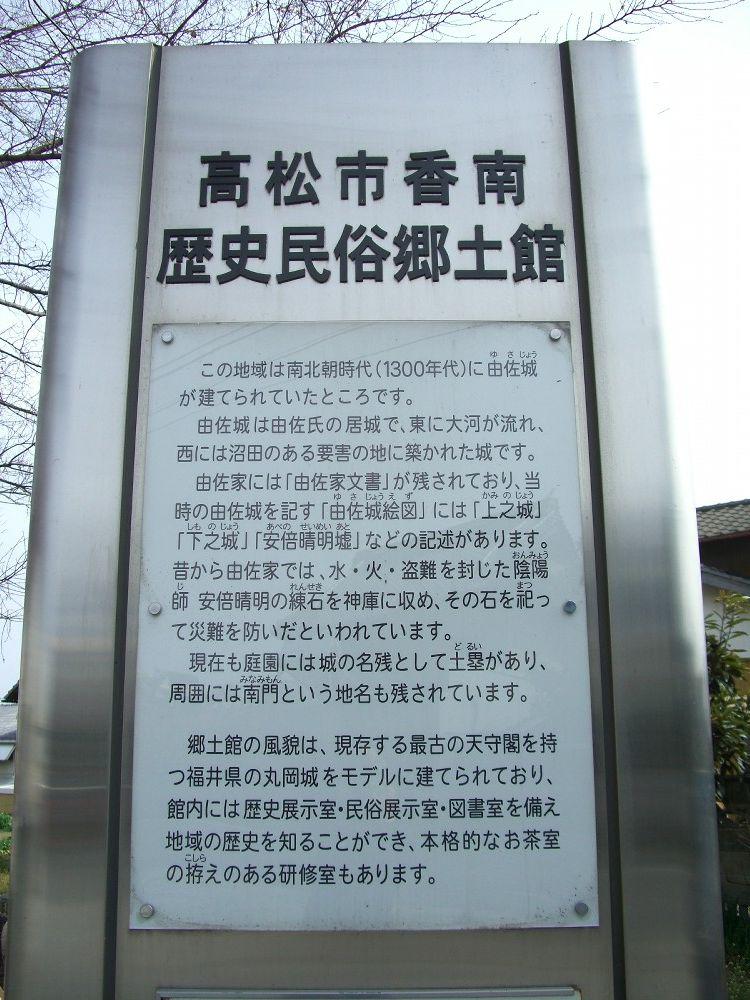 高松市香南
歴史民俗郷土館
この地域は南北朝時代(1300年代)に由佐城
が建てられていたところです。
由佐城は由佐氏の居城で、東に大河が流れ、
西には沼田のある要害の地に築かれた城です。
由佐家には「由佐家文書」が残されており、当
時の由佐城を記す「由佐城絵図」には「上之城」
「下之城」「安倍晴明墟」などの記述があります。
昔から由佐家では、水・火・盗難を封じた陰陽
師 安倍晴明の練石を神庫に収め、その石を祀っ
て災難を防いだといわれています。
現在も庭園には城の名残として土塁があり、
周囲には南門という地名も残されています。
郷土館の風貌は、現存する最古の天守閣を持
つ福井県の丸岡城をモデルに建てられており、
館内には歴史展示室・民俗展示室・図書室を備え
地域の歴史を知ることができ、本格的なお茶室
の拵えのある研修室もあります。